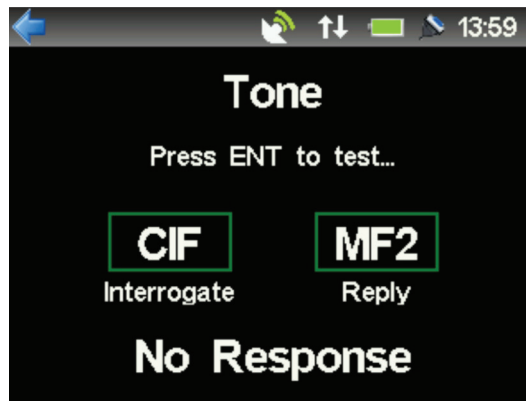 13:59
Tone
Press ENT to test...
CIF MF2
Interrogate Reply
No Response